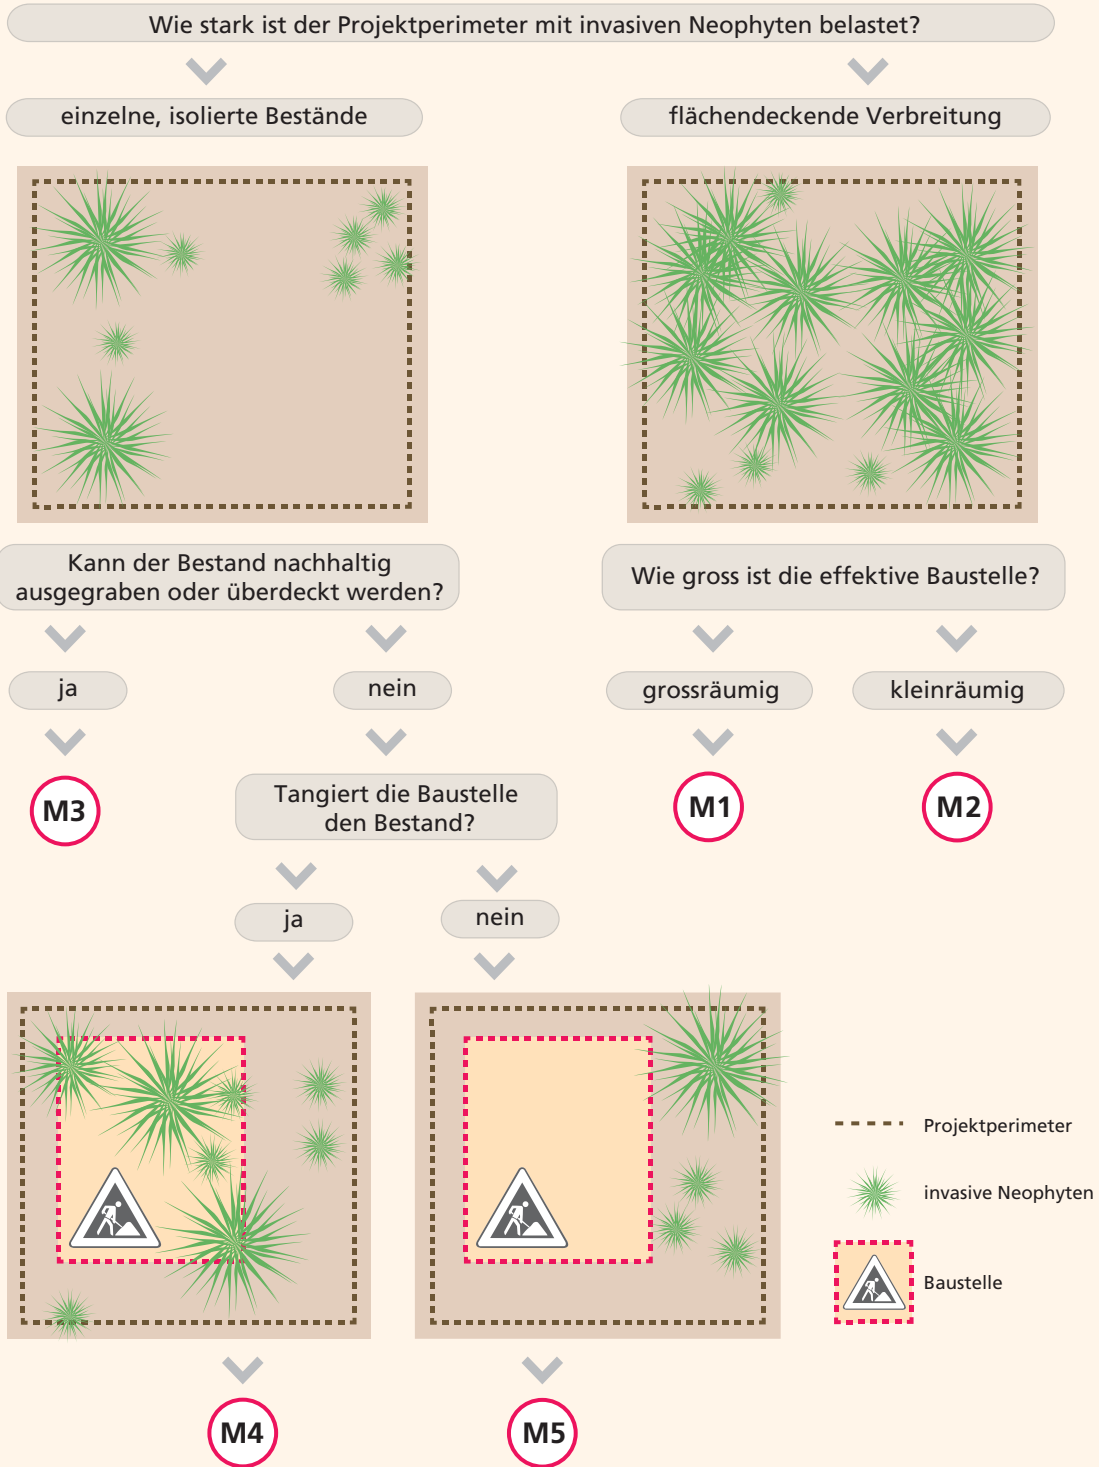 Wie stark ist der Projektperimeter mit invasiven Neophyten belastet?
einzelne, isolierte Bestände
flächendeckende Verbreitung
Kann der Bestand nachhaltig
ausgegraben oder überdeckt werden?
Wie gross ist die effektive Baustelle?
ja
nein
grossräumig
kleinräumig
M3
Tangiert die Baustelle
den Bestand?
M1
M2
ja
nein
Projektperimeter
invasive Neophyten
Baustelle
M4
M5